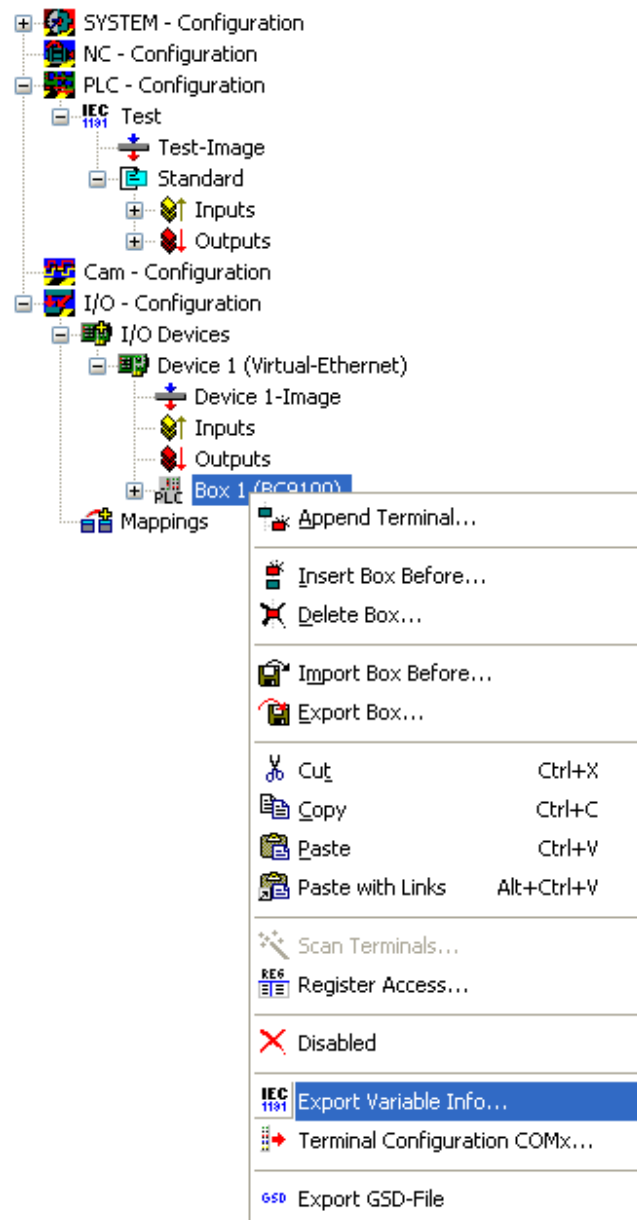 SYSTEM - Configuration
NC - Configuration
PLC - Configuration
IEC 1131 Test
Test-Image
Standard
Inputs
Outputs
Cam - Configuration
I/O - Configuration
I/O Devices
Device 1 (Virtual-Ethernet)
Device 1-Image
Inputs
Outputs
PLC Box 1 (BC9100)
Mappings
Append Terminal...
Insert Box Before...
Delete Box...
Import Box Before...
Export Box...
Cut Ctrl+X
Copy Ctrl+C
Paste Ctrl+V
Paste with Links Alt+Ctrl+V
Scan Terminals...
REG Register Access...
Disabled
IEC 1131 Export Variable Info...
Terminal Configuration COMx...
GSD Export GSD-File